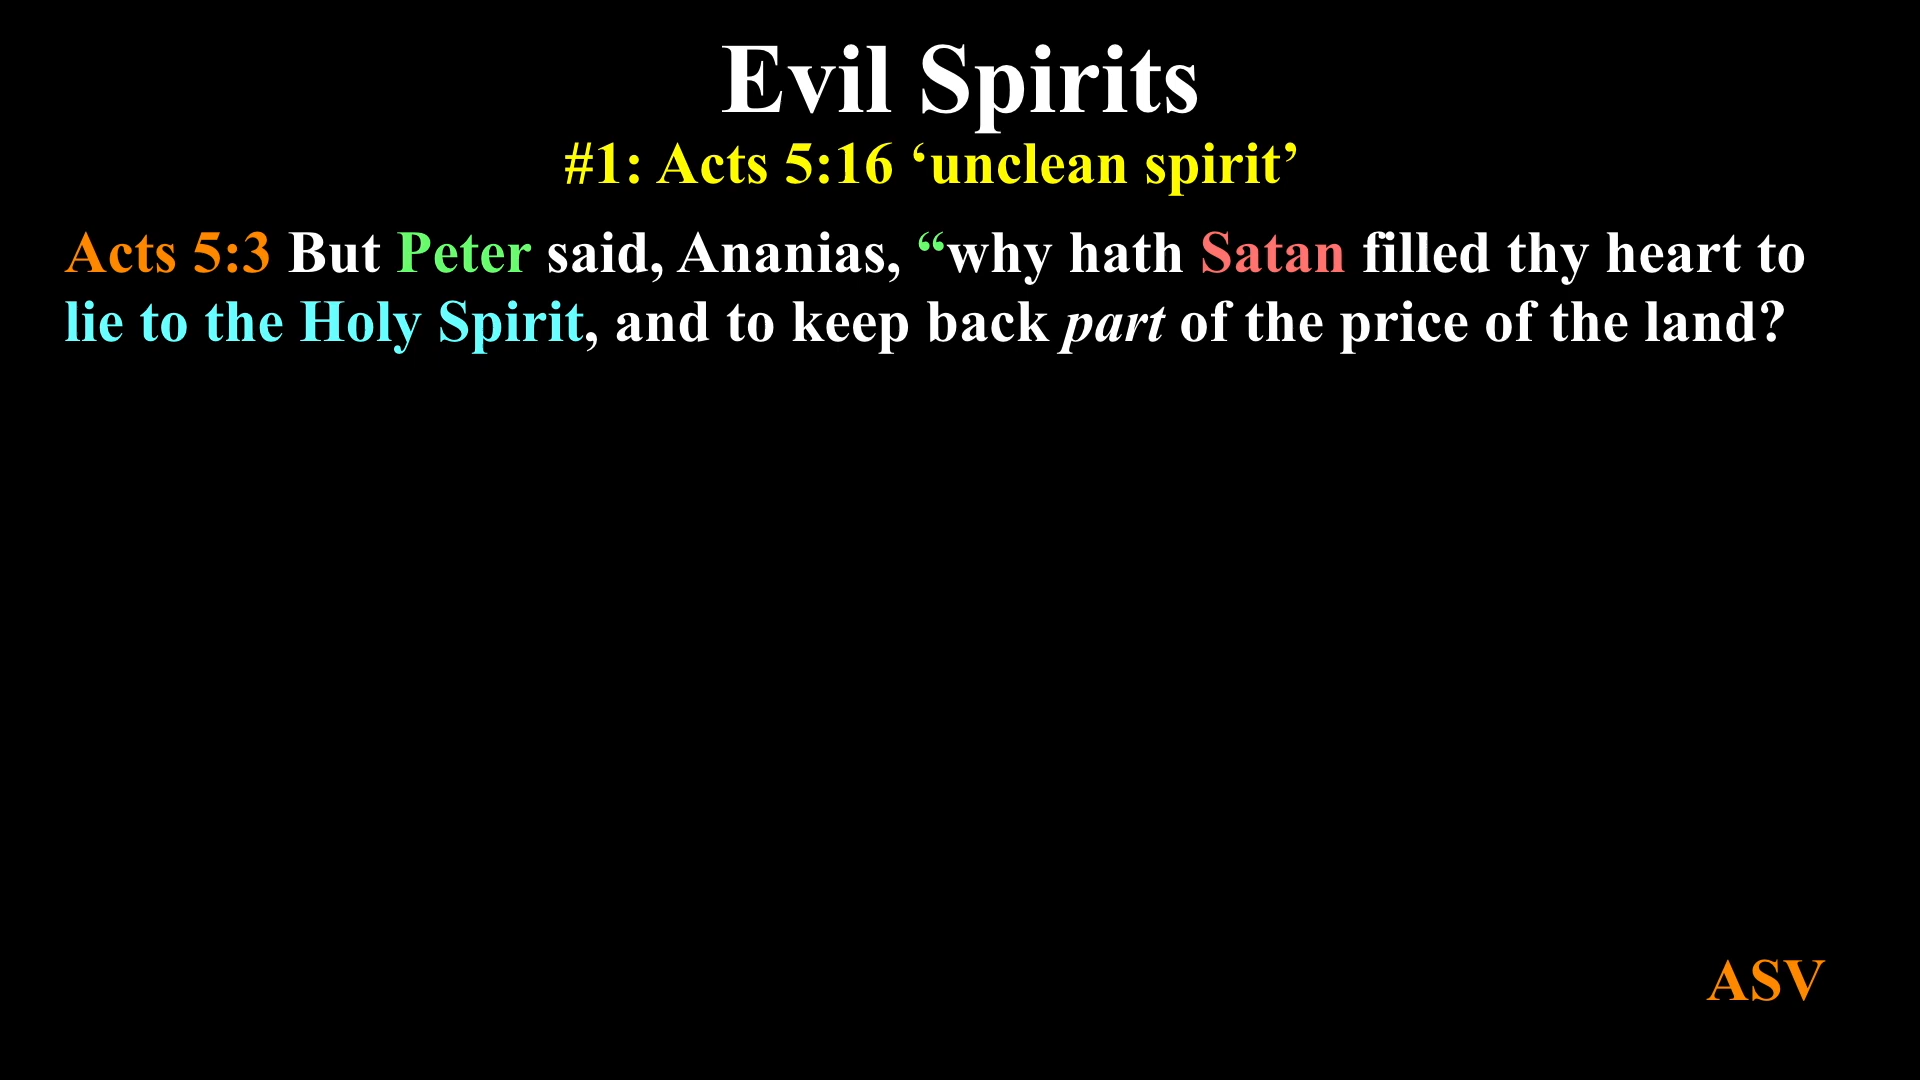 Evil Spirits
#1: Acts 5:16 ‘unclean spirit’
Acts 5:3 But Peter said, Ananias, “why hath Satan filled thy heart to
lie to the Holy Spirit, and to keep back part of the price of the land?
ASV